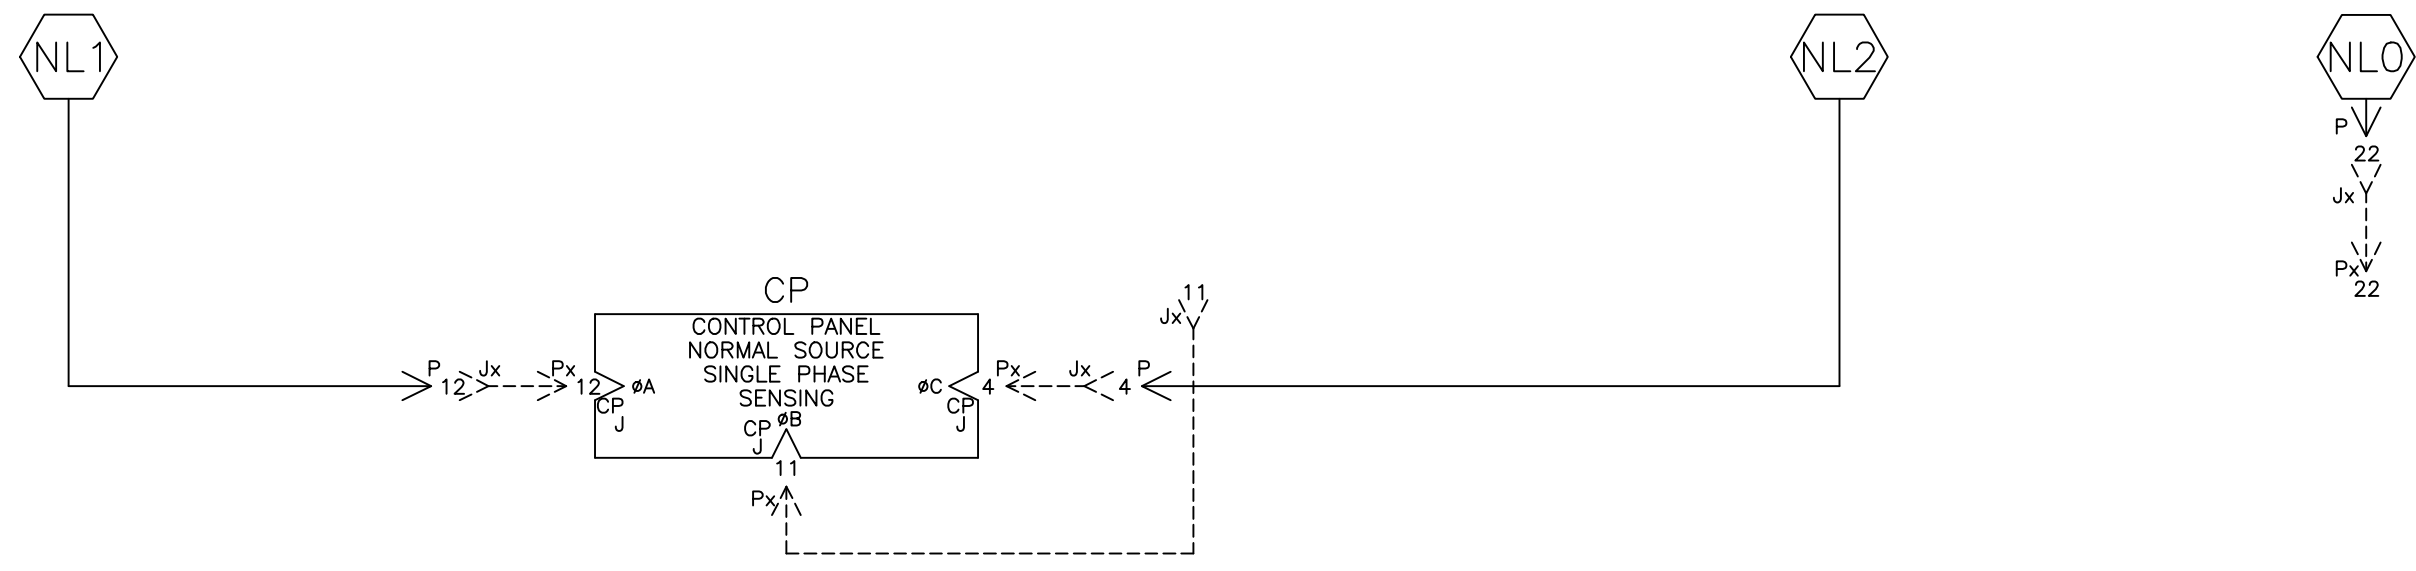 NL1
NL2
NL0
P
22
Jx
Px
22
CP
11
Jx
CONTROL PANEL
NORMAL SOURCE
SINGLE PHASE
SENSING
P
12
Jx
Px
12
øA
CP
J
øC
CP
J
4
Px
Jx
4
P
øB
CP
J
11
Px